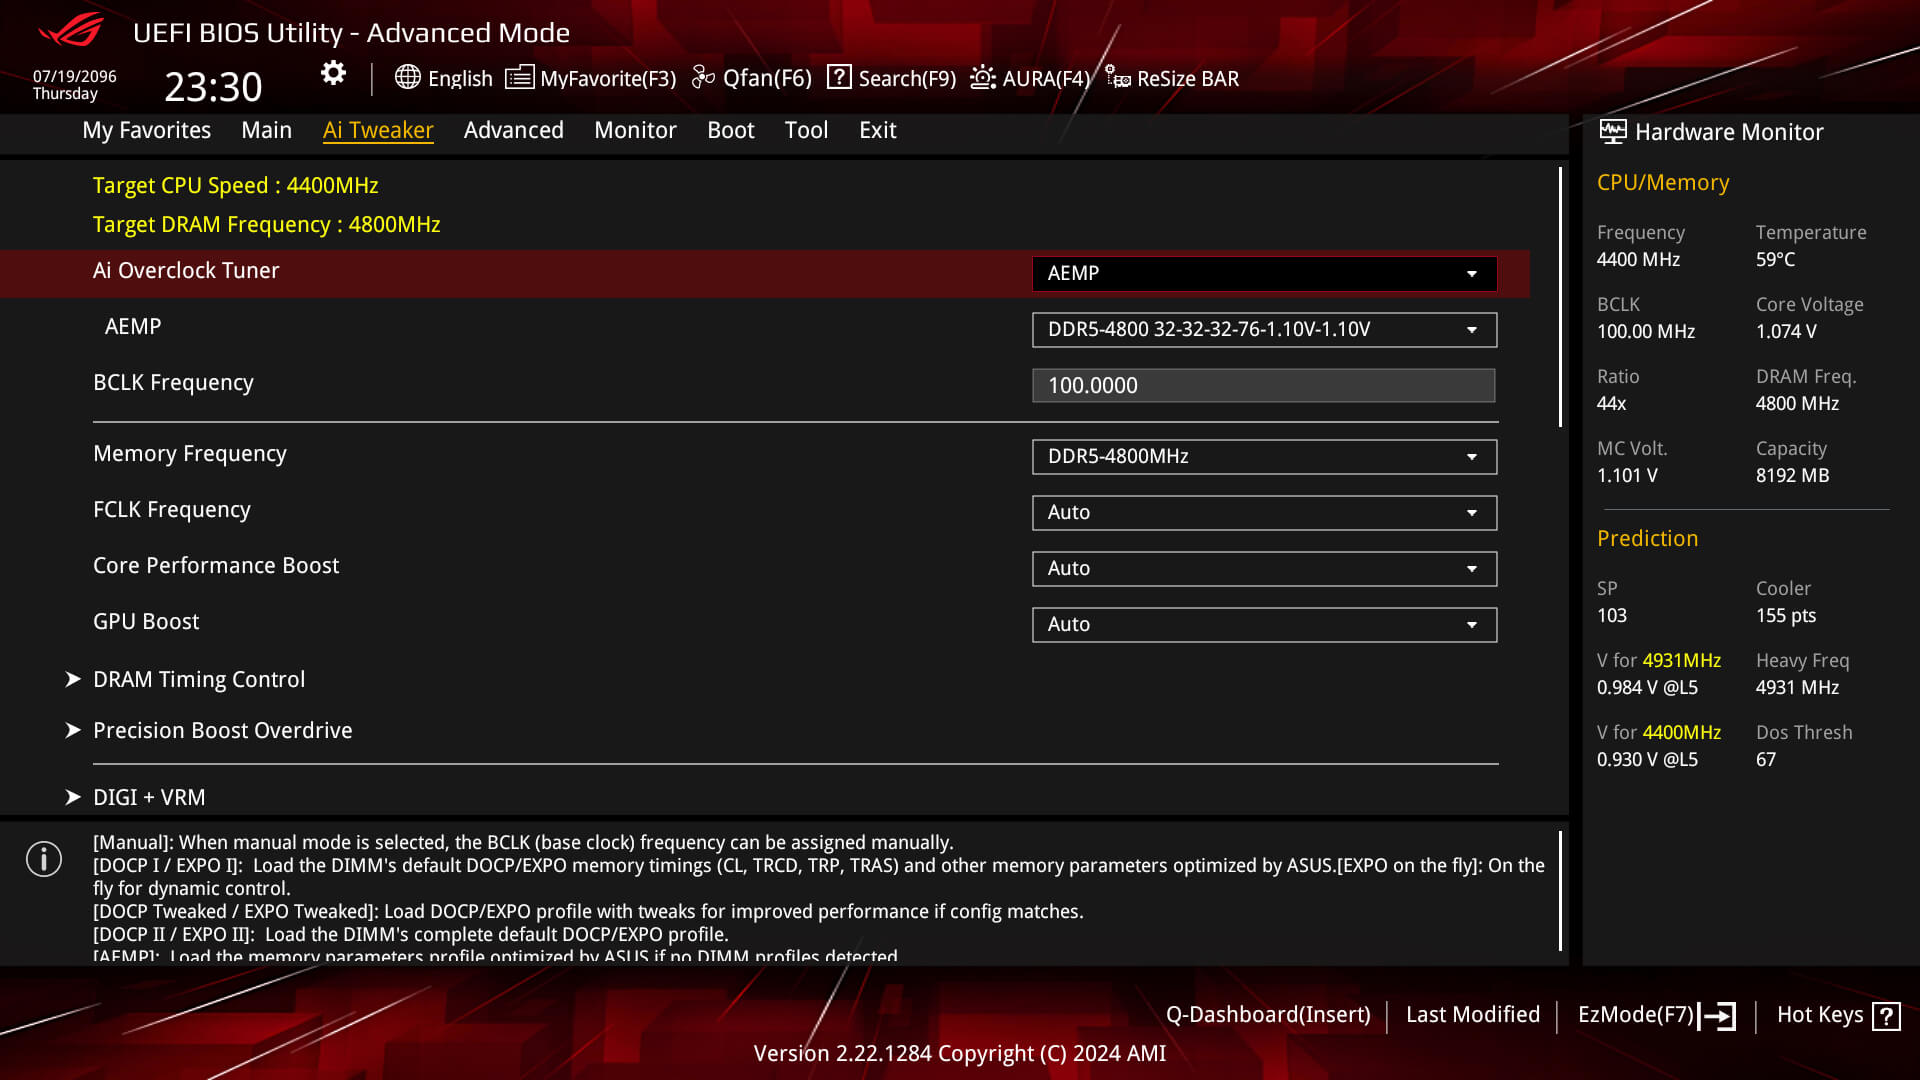 UEFI BIOS Utility - Advanced Mode
07/19/2096
Thursday
23:30
English
MyFavorite(F3)
Qfan(F6)
Search(F9)
AURA(F4)
ReSize BAR
My Favorites
Main
Ai Tweaker
Advanced
Monitor
Boot
Tool
Exit
Target CPU Speed : 4400MHz
Target DRAM Frequency : 4800MHz
Ai Overclock Tuner
AEMP
AEMP
DDR5-4800 32-32-32-76-1.10V-1.10V
BCLK Frequency
100.0000
Memory Frequency
DDR5-4800MHz
FCLK Frequency
Auto
Core Performance Boost
Auto
GPU Boost
Auto
DRAM Timing Control
Precision Boost Overdrive
DIGI + VRM
[Manual]: When manual mode is selected, the BCLK (base clock) frequency can be assigned manually.
[DOCP I / EXPO I]:  Load the DIMM's default DOCP/EXPO memory timings (CL, TRCD, TRP, TRAS) and other memory parameters optimized by ASUS.[EXPO on the fly]: On the
fly for dynamic control.
[DOCP Tweaked / EXPO Tweaked]: Load DOCP/EXPO profile with tweaks for improved performance if config matches.
[DOCP II / EXPO II]:  Load the DIMM's complete default DOCP/EXPO profile.
[AEMP]:  Load the memory parameters profile optimized by ASUS if no DIMM profiles detected
Hardware Monitor
CPU/Memory
Frequency
Temperature
4400 MHz
59°C
BCLK
Core Voltage
100.00 MHz
1.074 V
Ratio
DRAM Freq.
44x
4800 MHz
MC Volt.
Capacity
1.101 V
8192 MB
Prediction
SP
Cooler
103
155 pts
V for 4931MHz
Heavy Freq
0.984 V @L5
4931 MHz
V for 4400MHz
Dos Thresh
0.930 V @L5
67
Q-Dashboard(Insert)
Last Modified
EzMode(F7)
Hot Keys ?
Version 2.22.1284 Copyright (C) 2024 AMI